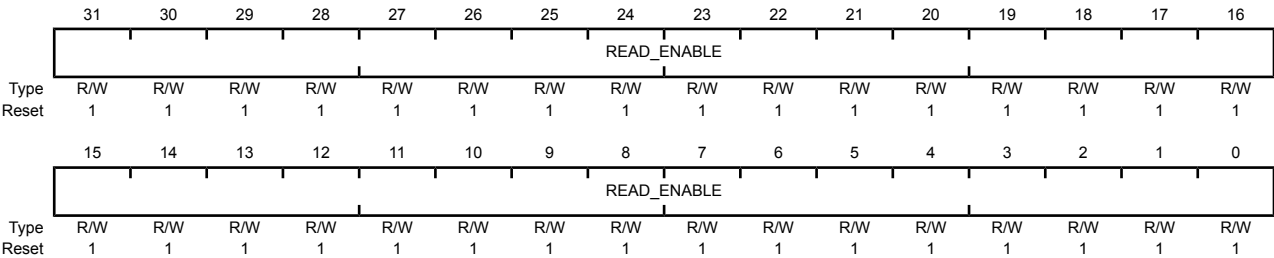 31 30 29 28 27 26 25 24 23 22 21 20 19 18 17 16
READ_ENABLE
Type R/W R/W R/W R/W R/W R/W R/W R/W R/W R/W R/W R/W R/W R/W R/W R/W
Reset 1 1 1 1 1 1 1 1 1 1 1 1 1 1 1 1
15 14 13 12 11 10 9 8 7 6 5 4 3 2 1 0
READ_ENABLE
Type R/W R/W R/W R/W R/W R/W R/W R/W R/W R/W R/W R/W R/W R/W R/W R/W
Reset 1 1 1 1 1 1 1 1 1 1 1 1 1 1 1 1